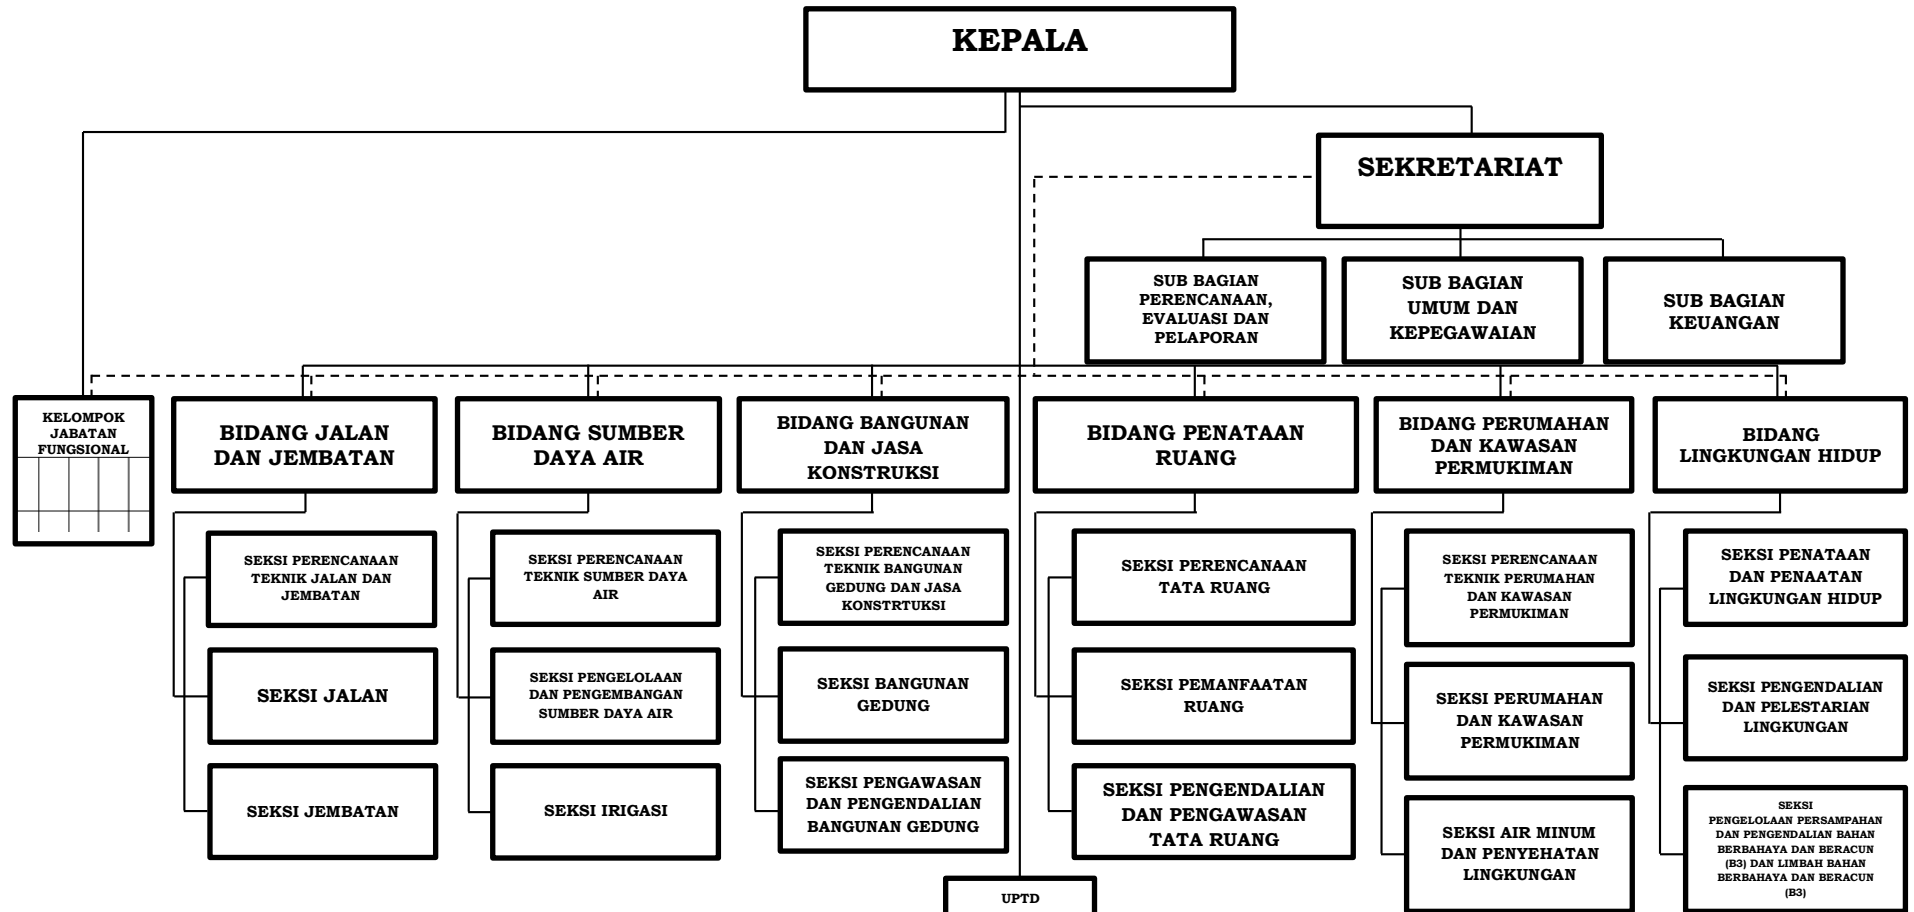 KEPALA
SEKRETARIAT
SUB BAGIAN
PERENCANAAN,
EVALUASI DAN
PELAPORAN
SUB BAGIAN
UMUM DAN
KEPEGAWAIAN
SUB BAGIAN
KEUANGAN
KELOMPOK
JABATAN
FUNGSIONAL
BIDANG JALAN
DAN JEMBATAN
BIDANG SUMBER
DAYA AIR
BIDANG BANGUNAN
DAN JASA
KONSTRUKSI
BIDANG PENATAAN
RUANG
BIDANG PERUMAHAN
DAN KAWASAN
PERMUKIMAN
BIDANG
LINGKUNGAN HIDUP
SEKSI PERENCANAAN
TEKNIK JALAN DAN
JEMBATAN
SEKSI PERENCANAAN
TEKNIK SUMBER DAYA
AIR
SEKSI PERENCANAAN
TEKNIK BANGUNAN
GEDUNG DAN JASA
KONSTRTUKSI
SEKSI PERENCANAAN
TATA RUANG
SEKSI PERENCANAAN
TEKNIK PERUMAHAN
DAN KAWASAN
PERMUKIMAN
SEKSI PENATAAN
DAN PENAATAN
LINGKUNGAN HIDUP
SEKSI JALAN
SEKSI PENGELOLAAN
DAN PENGEMBANGAN
SUMBER DAYA AIR
SEKSI BANGUNAN
GEDUNG
SEKSI PEMANFAATAN
RUANG
SEKSI PERUMAHAN
DAN KAWASAN
PERMUKIMAN
SEKSI PENGENDALIAN
DAN PELESTARIAN
LINGKUNGAN
SEKSI JEMBATAN
SEKSI IRIGASI
SEKSI PENGAWASAN
DAN PENGENDALIAN
BANGUNAN GEDUNG
SEKSI PENGENDALIAN
DAN PENGAWASAN
TATA RUANG
SEKSI AIR MINUM
DAN PENYEHATAN
LINGKUNGAN
SEKSI
PENGELOLAAN PERSAMPAHAN
DAN PENGENDALIAN BAHAN
BERBAHAYA DAN BERACUN
(B3) DAN LIMBAH BAHAN
BERBAHAYA DAN BERACUN
(B3)
UPTD